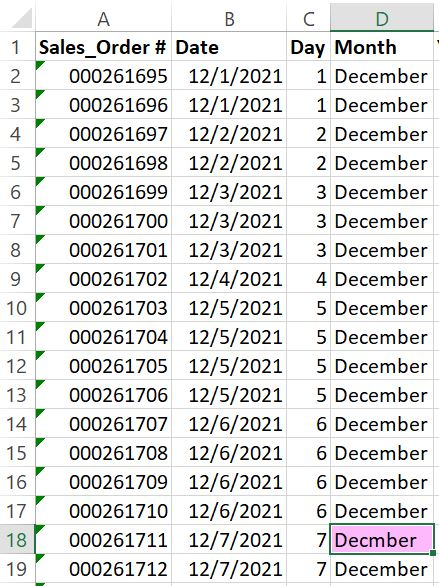 A B C D
1 Sales_Order # Date Day Month
2 000261695 12/1/2021 1 December
3 000261696 12/1/2021 1 December
4 000261697 12/2/2021 2 December
5 000261698 12/2/2021 2 December
6 000261699 12/3/2021 3 December
7 000261700 12/3/2021 3 December
8 000261701 12/3/2021 3 December
9 000261702 12/4/2021 4 December
10 000261703 12/5/2021 5 December
11 000261704 12/5/2021 5 December
12 000261705 12/5/2021 5 December
13 000261706 12/5/2021 5 December
14 000261707 12/6/2021 6 December
15 000261708 12/6/2021 6 December
16 000261709 12/6/2021 6 December
17 000261710 12/6/2021 6 December
18 000261711 12/7/2021 7 Decmber
19 000261712 12/7/2021 7 December